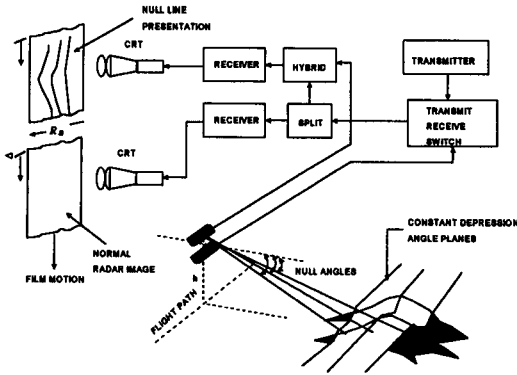 NULL LINE
PRESENTATION
CRT
RECEIVER
HYBRID
TRANSMITTER
RECEIVER
SPLIT
TRANSMIT
RECEIVE
SWITCH
CRT
NORMAL
RADAR IMAGE
FILM MOTION
NULL ANGLES
FLIGHT PATH
h
CONSTANT DEPRESSION
ANGLE PLANES